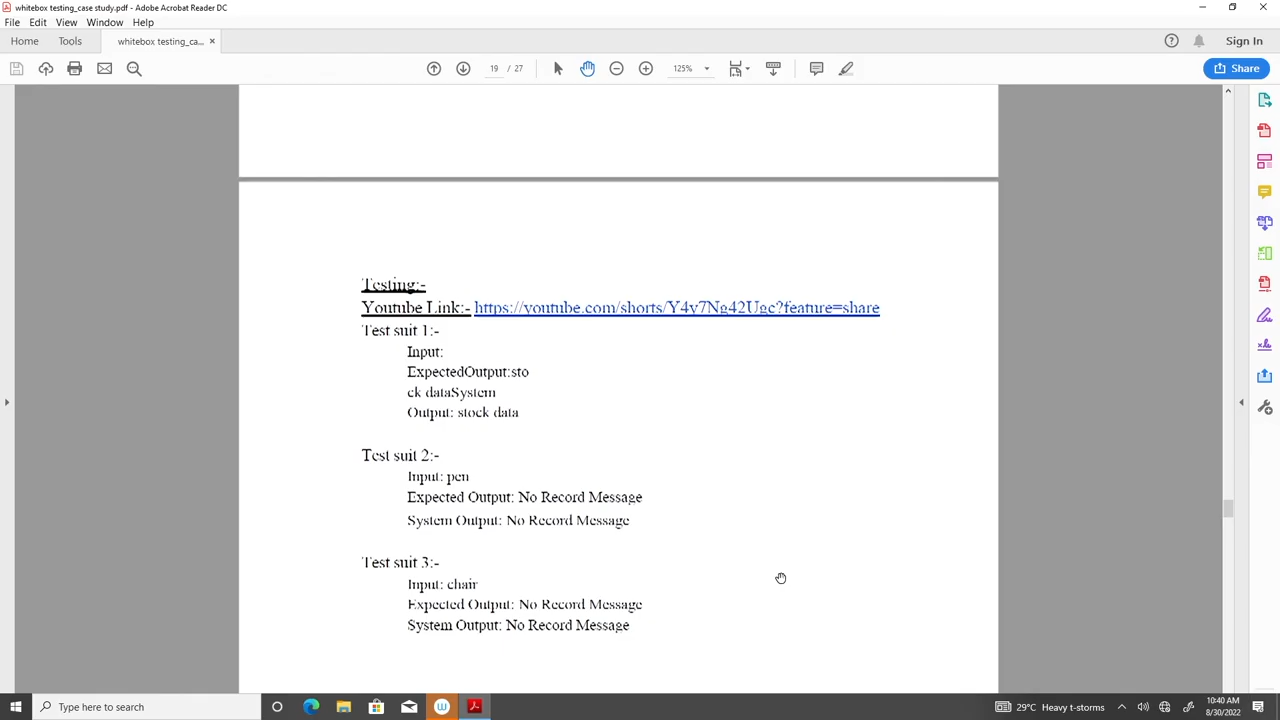 whitebox testing_case study.pdf - Adobe Acrobat Reader DC
File Edit View Window Help
Home Tools whitebox testing_ca... × Sign In
19 / 27 125% Share
Testing:-
Youtube Link:- https://youtube.com/shorts/Y4y7Ng42Ugc?feature=share
Test suit 1:-
Input:
ExpectedOutput:sto
ck dataSystem
Output: stock data
Test suit 2:-
Input: pen
Expected Output: No Record Message
System Output: No Record Message
Test suit 3:-
Input: chair
Expected Output: No Record Message
System Output: No Record Message
Type here to search
29°C Heavy t-storms
10:40 AM
8/30/2022